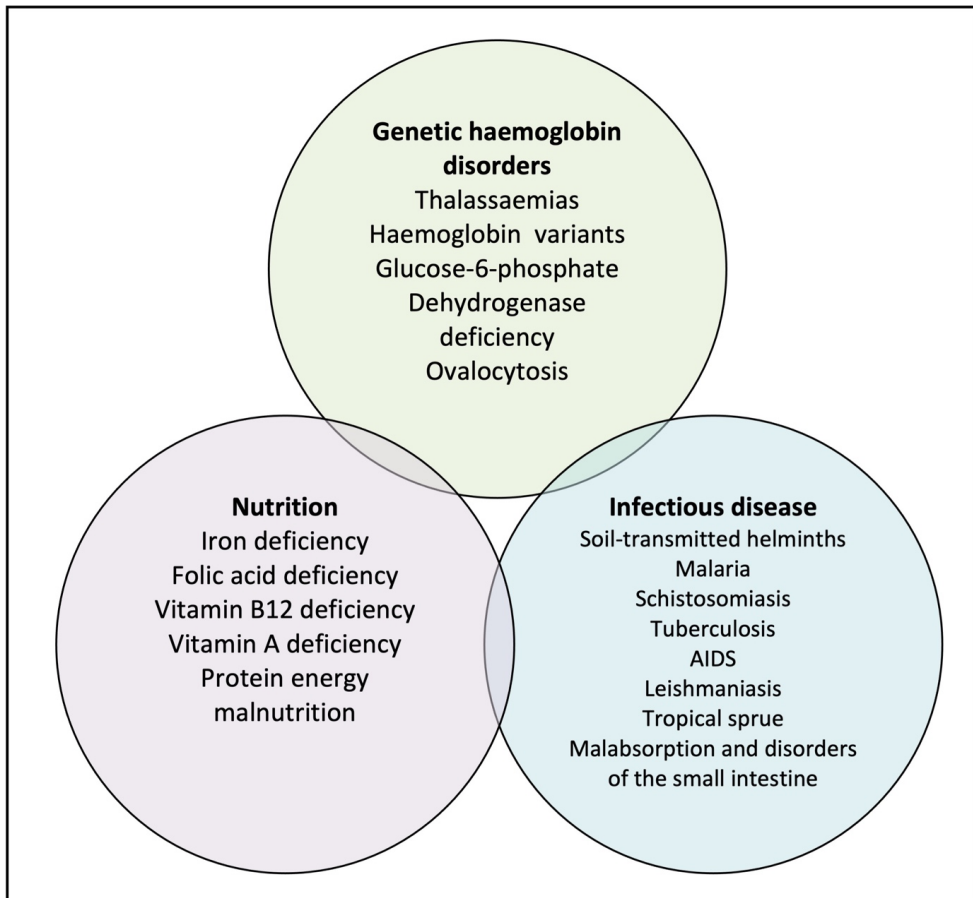 Genetic haemoglobin
disorders
Thalassaemias
Haemoglobin variants
Glucose-6-phosphate
Dehydrogenase
deficiency
Ovalocytosis
Nutrition
Iron deficiency
Folic acid deficiency
Vitamin B12 deficiency
Vitamin A deficiency
Protein energy
malnutrition
Infectious disease
Soil-transmitted helminths
Malaria
Schistosomiasis
Tuberculosis
AIDS
Leishmaniasis
Tropical sprue
Malabsorption and disorders
of the small intestine